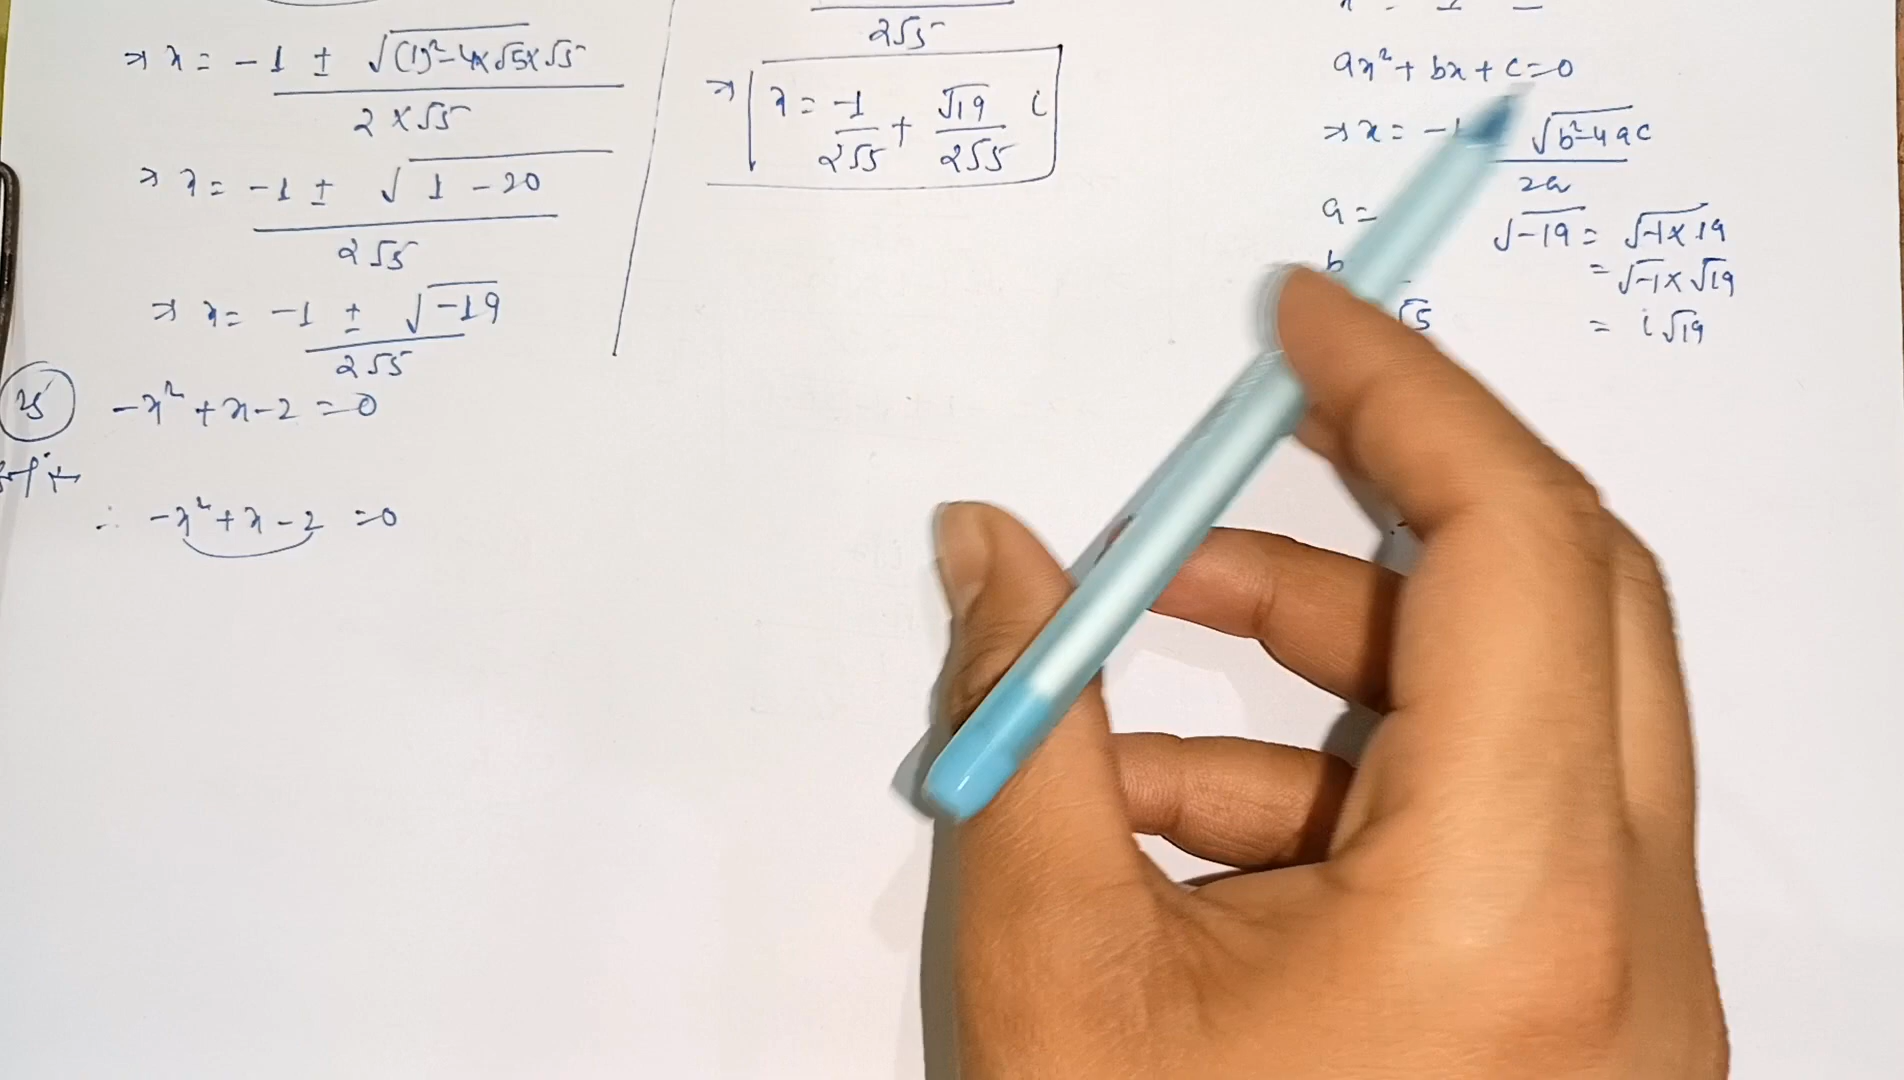 ⇒ x = -1 ± √(1)²-4×√5×√5
2×√5
⇒ x = -1 ± √1-20
2√5
⇒ x = -1 ± √-19
2√5
25 -x²+x-2=0
∴ -x²+x-2=0
2√5
⇒ x = -1/2√5 + √19/2√5 i
ax²+bx+c=0
⇒ x = - √b²-4ac
2a
a =
b
√5
√-19 = √-1×19
= √-1×√19
= i√19